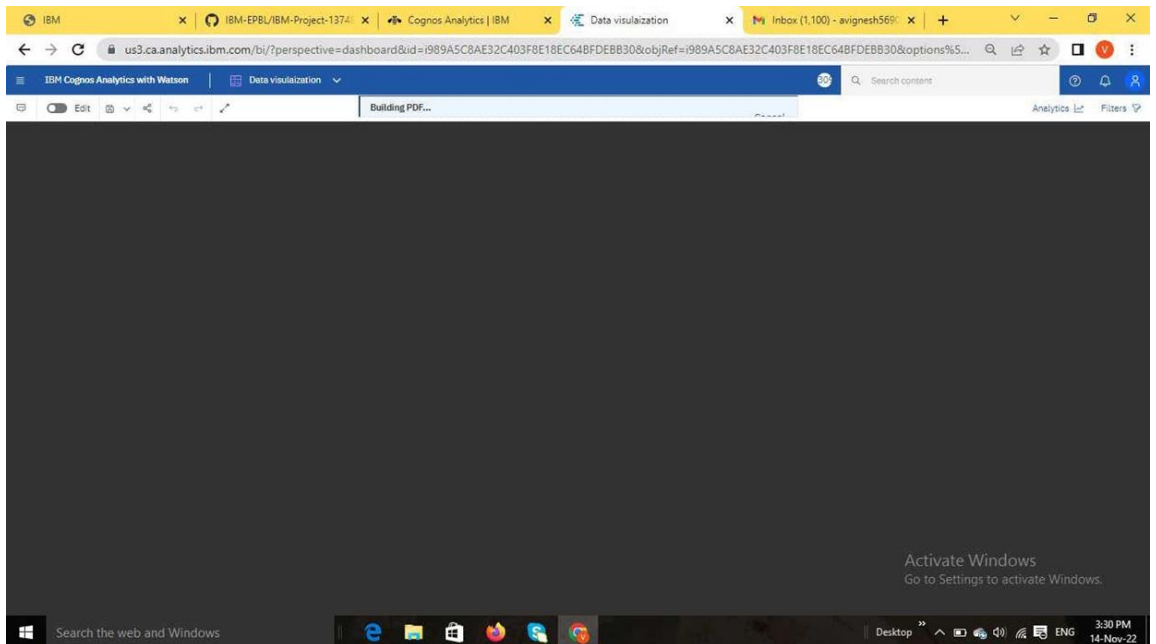 IBM
IBM-EPBL/IBM-Project-1374
Cognos Analytics | IBM
Data visulaization
Inbox (1,100) - avignesh569
us3.ca.analytics.ibm.com/bi/?perspective=dashboard&id=i989A5C8AE32C403F8E18EC64BFDEBB30&objRef=i989A5C8AE32C403F8E18EC64BFDEBB30&options%5...
V
IBM Cognos Analytics with Watson
Data visulaization
Search content
Edit
Building PDF...
Cancel
Analytics
Filters
Activate Windows
Go to Settings to activate Windows.
Search the web and Windows
Desktop
ENG
3:30 PM
14-Nov-22